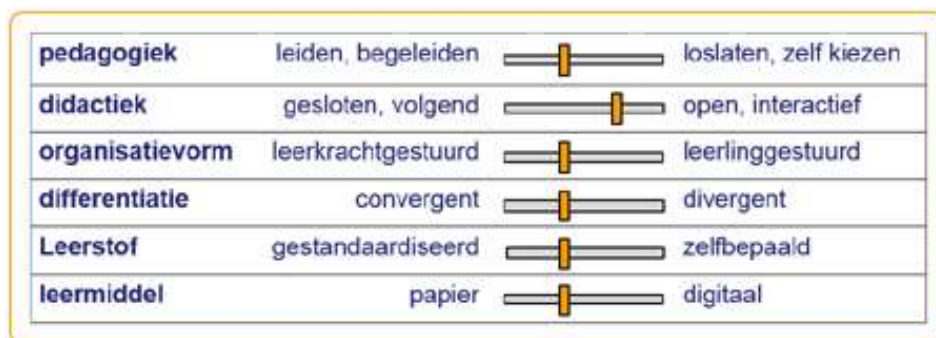 pedagogiek leiden, begeleiden loslaten, zelf kiezen
didactiek gesloten, volgend open, interactief
organisatievorm leerkrachtgestuurd leerlinggestuurd
differentiatie convergent divergent
Leerstof gestandaardiseerd zelfbepaald
leermiddel papier digitaal